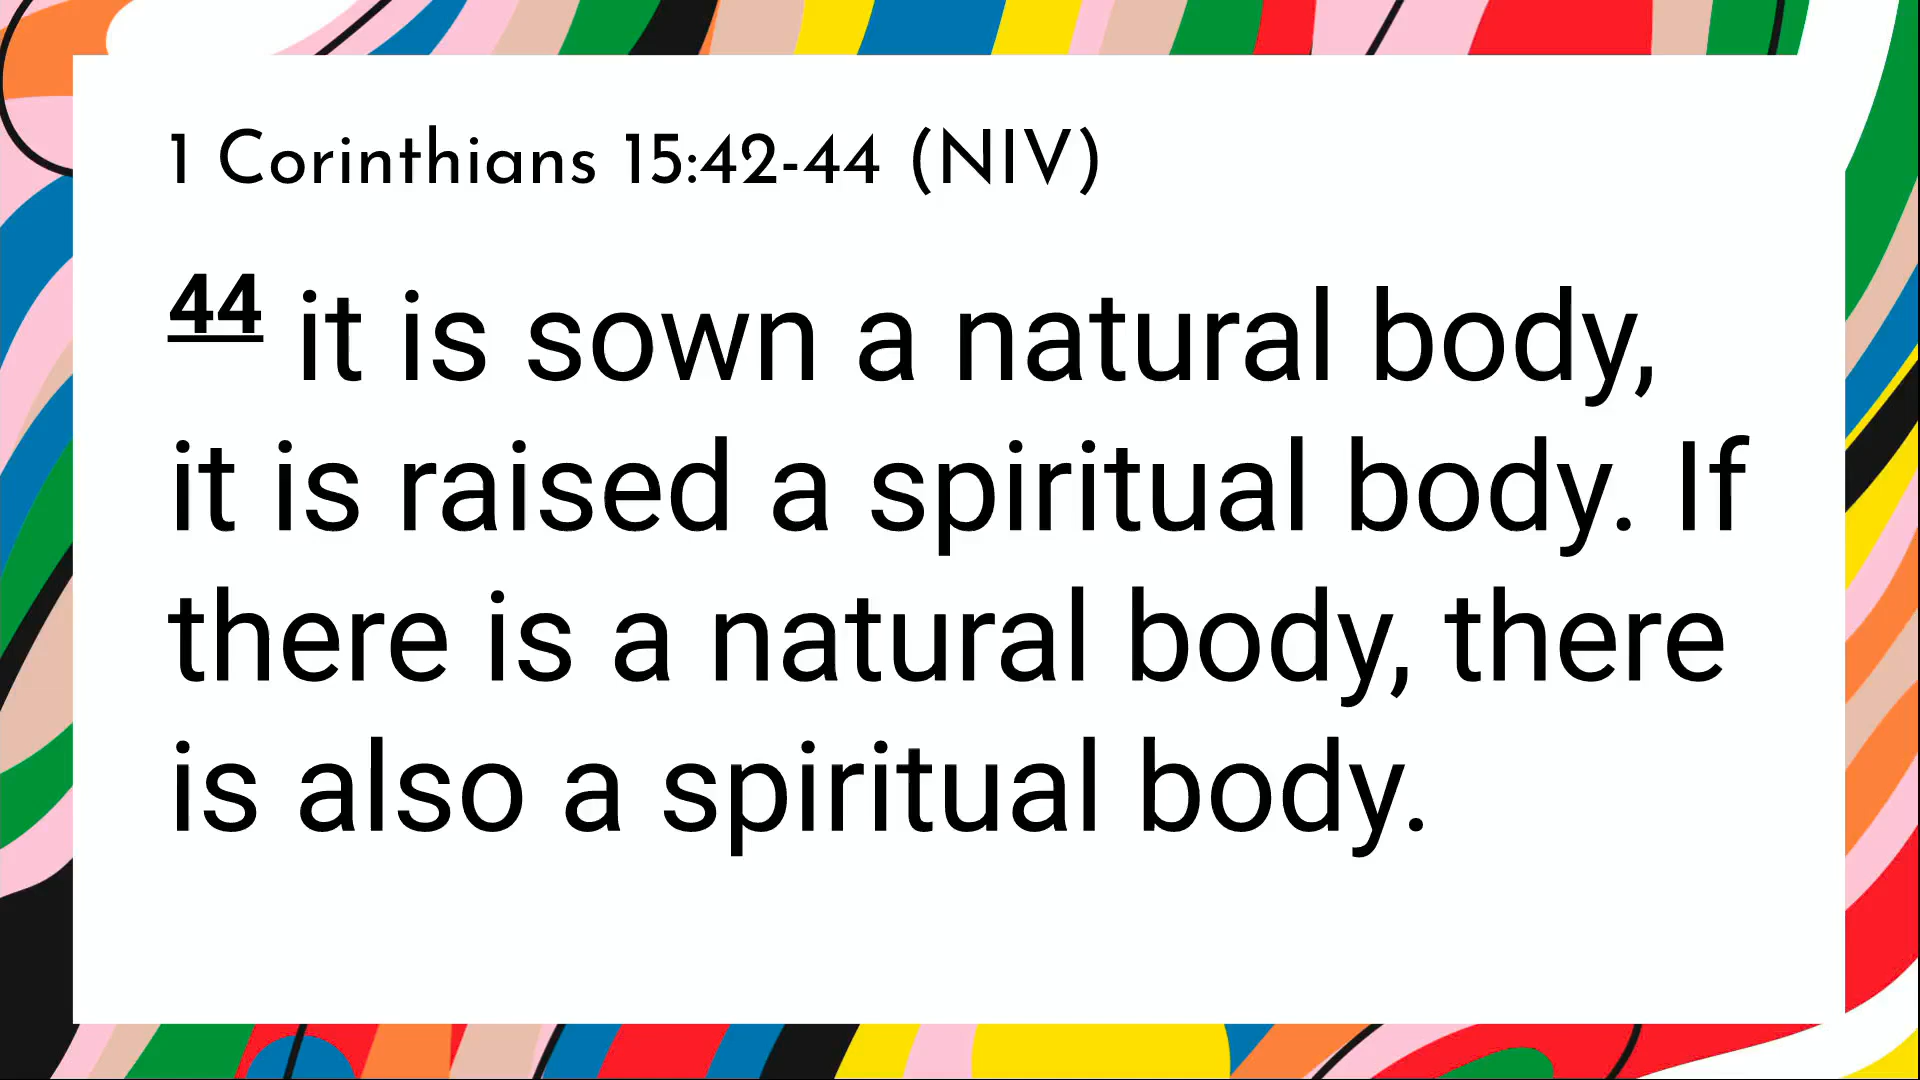 1 Corinthians 15:42-44 (NIV)
44 it is sown a natural body,
it is raised a spiritual body. If
there is a natural body, there
is also a spiritual body.